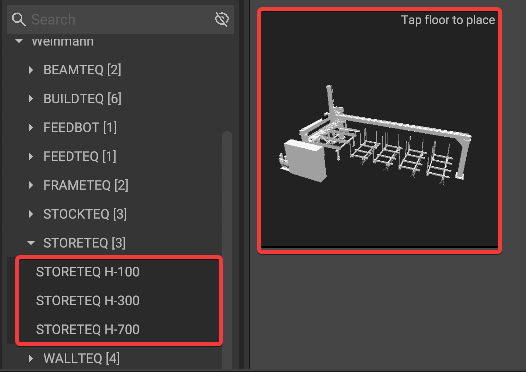 Search
Tap floor to place
Weinmann
BEAMTEQ [2]
BUILDTEQ [6]
FEEDBOT [1]
FEEDTEQ [1]
FRAMETEQ [2]
STOCKTEQ [3]
STORETEQ [3]
STORETEQ H-100
STORETEQ H-300
STORETEQ H-700
WALLTEQ [4]